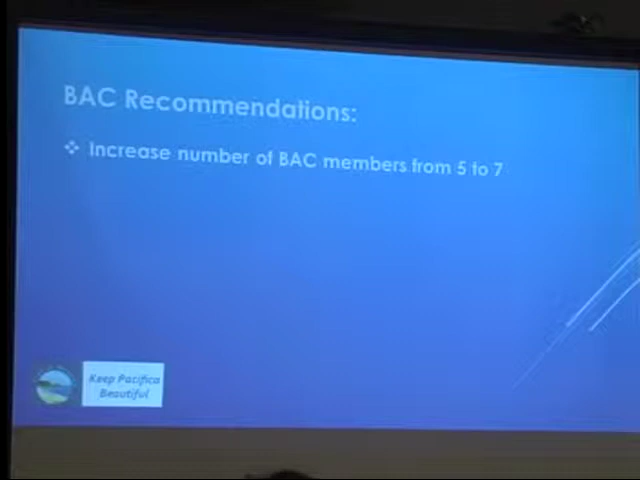 BAC Recommendations:
❖ Increase number of BAC members from 5 to 7
Keep Pacifica
Beautiful